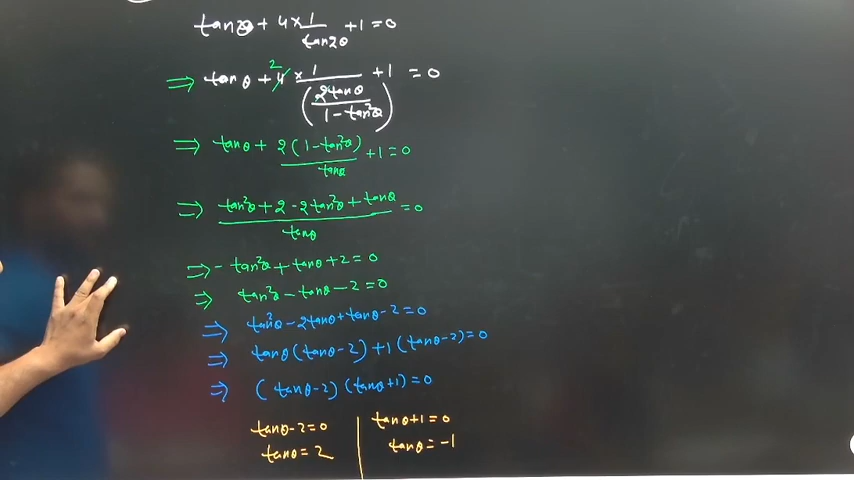 tanθ + 4 × 1/tan2θ + 1 = 0
⇒ tanθ + 4 2 × 1/(2tanθ/1 - tan²θ) + 1 = 0
⇒ tanθ + 2(1 - tan²θ)/tanθ + 1 = 0
⇒ tan²θ + 2 - 2tan²θ + tanθ/tanθ = 0
⇒ - tan²θ + tanθ + 2 = 0
⇒ tan²θ - tanθ - 2 = 0
⇒ tan²θ - 2tanθ + tanθ - 2 = 0
⇒ tanθ(tanθ - 2) + 1(tanθ - 2) = 0
⇒ (tanθ - 2)(tanθ + 1) = 0
tanθ - 2 = 0
tanθ = 2
tanθ + 1 = 0
tanθ = -1